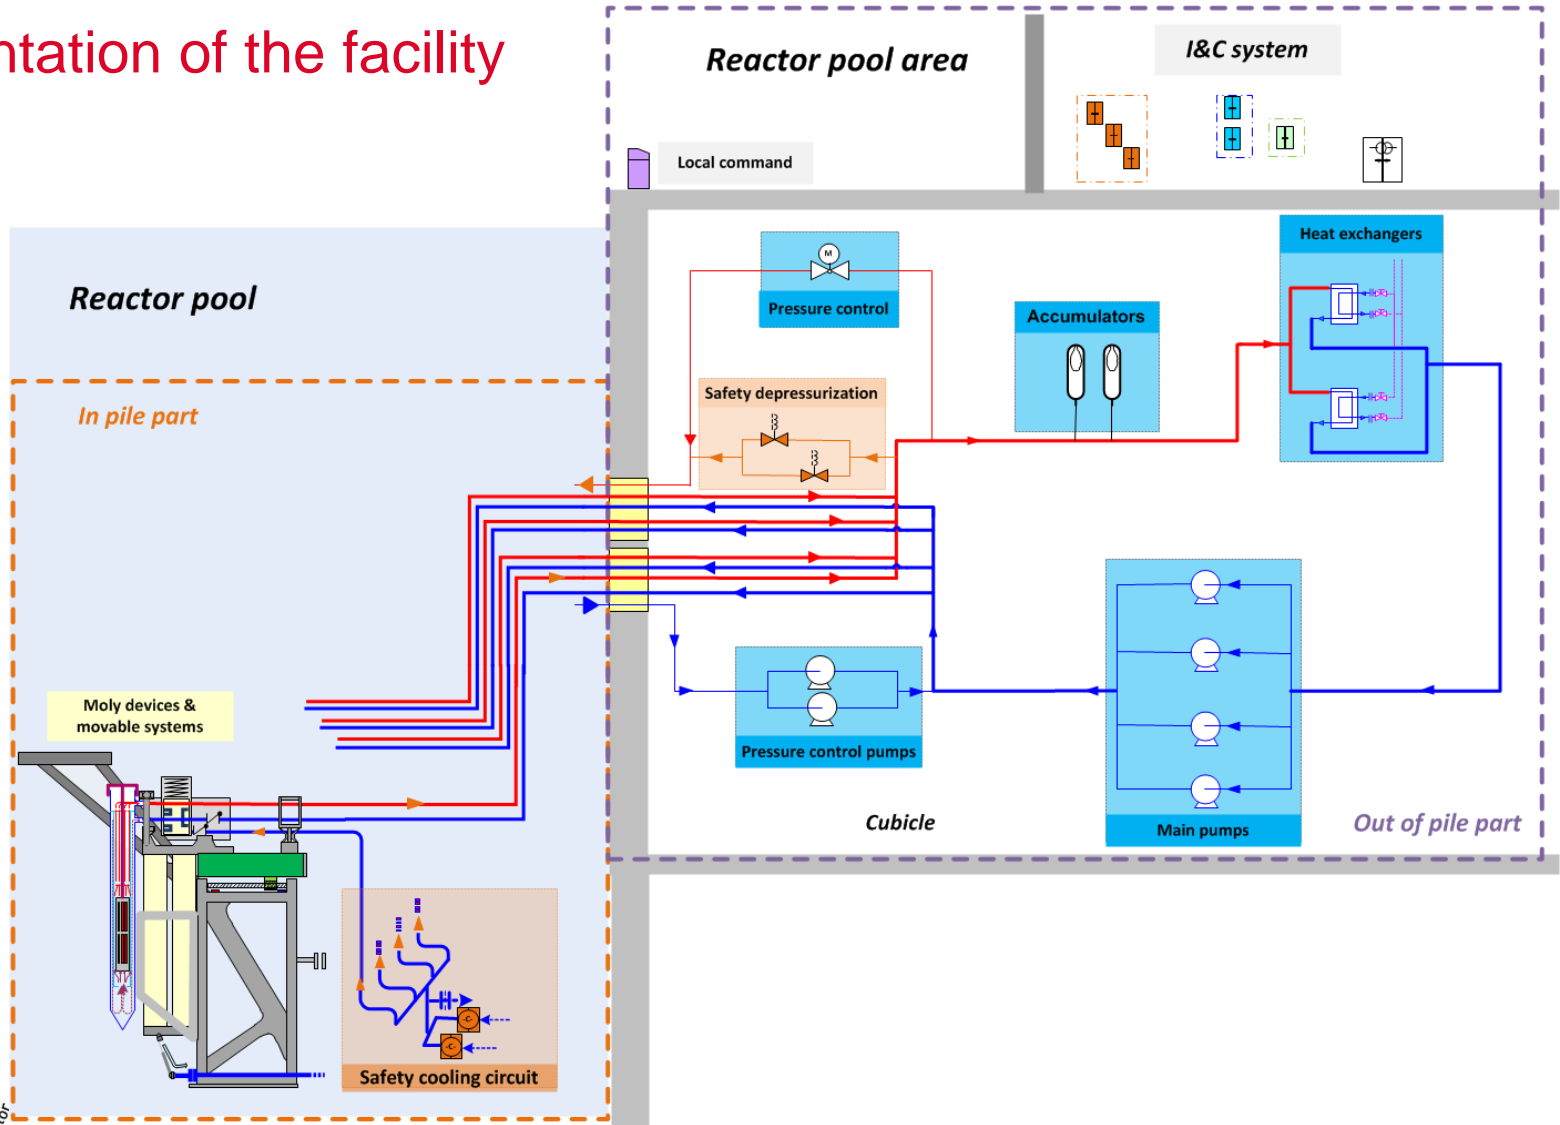 ntation of the facility
Reactor pool area
I&C system
Local command
Heat exchangers
M
Pressure control
Reactor pool
Accumulators
Safety depressurization
In pile part
Moly devices &
movable systems
Pressure control pumps
Cubicle
Main pumps
Out of pile part
-C-
-C-
Safety cooling circuit
tor